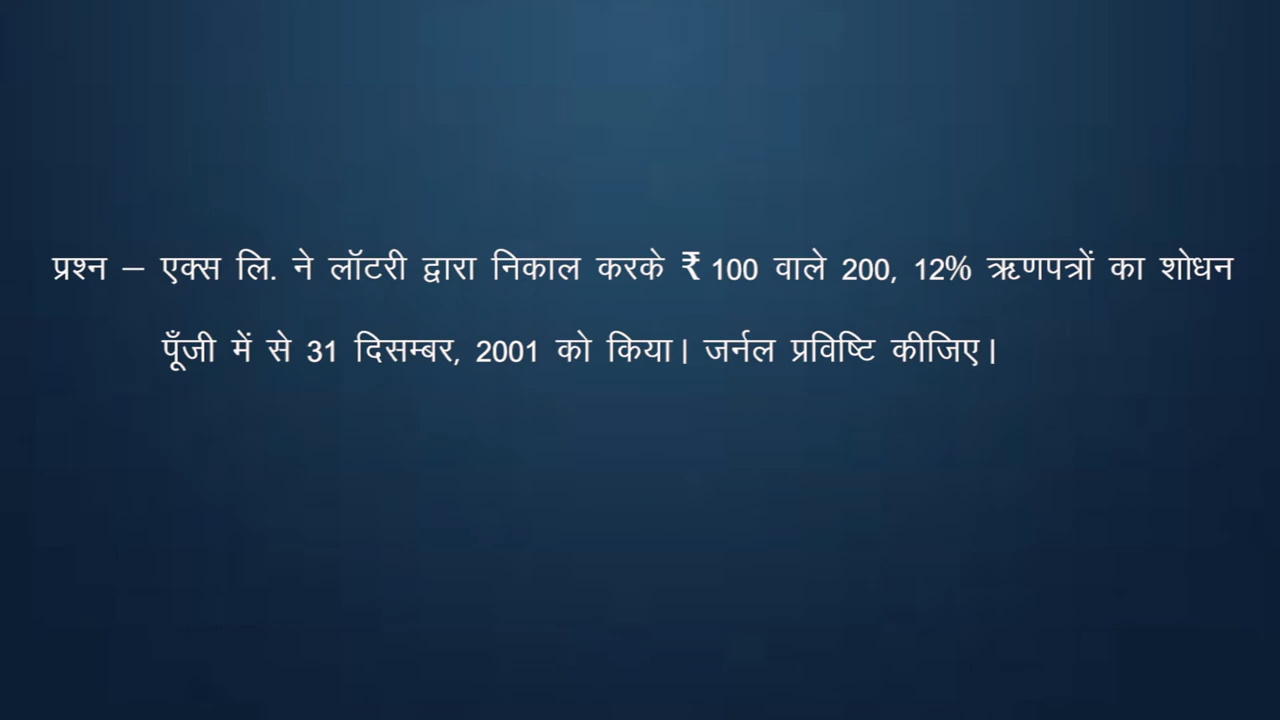 प्रश्न – एक्स लि. ने लॉटरी द्वारा निकाल करके ₹ 100 वाले 200, 12% ऋणपत्रों का शोधन
पूँजी में से 31 दिसम्बर, 2001 को किया। जर्नल प्रविष्टि कीजिए।